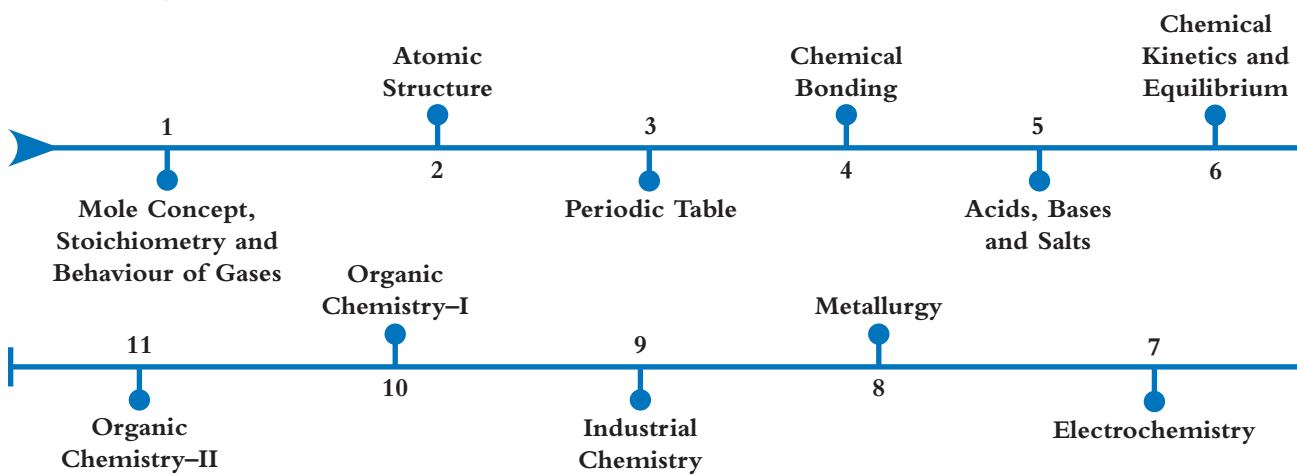 1
Mole Concept,
Stoichiometry and
Behaviour of Gases
Atomic
Structure
2
3
Periodic Table
Chemical
Bonding
4
5
Acids, Bases
and Salts
Chemical
Kinetics and
Equilibrium
6
7
Electrochemistry
Metallurgy
8
9
Industrial
Chemistry
Organic
Chemistry–I
10
11
Organic
Chemistry–II